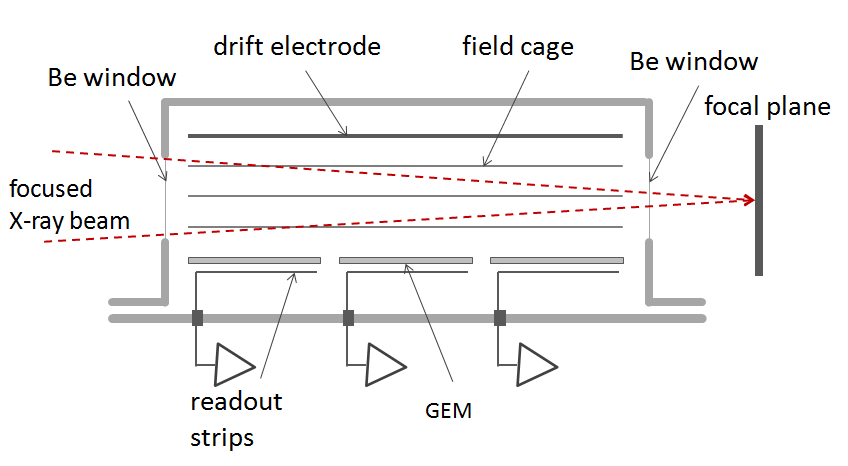 drift electrode
field cage
Be window
Be window
focal plane
focused
X-ray beam
readout
strips
GEM